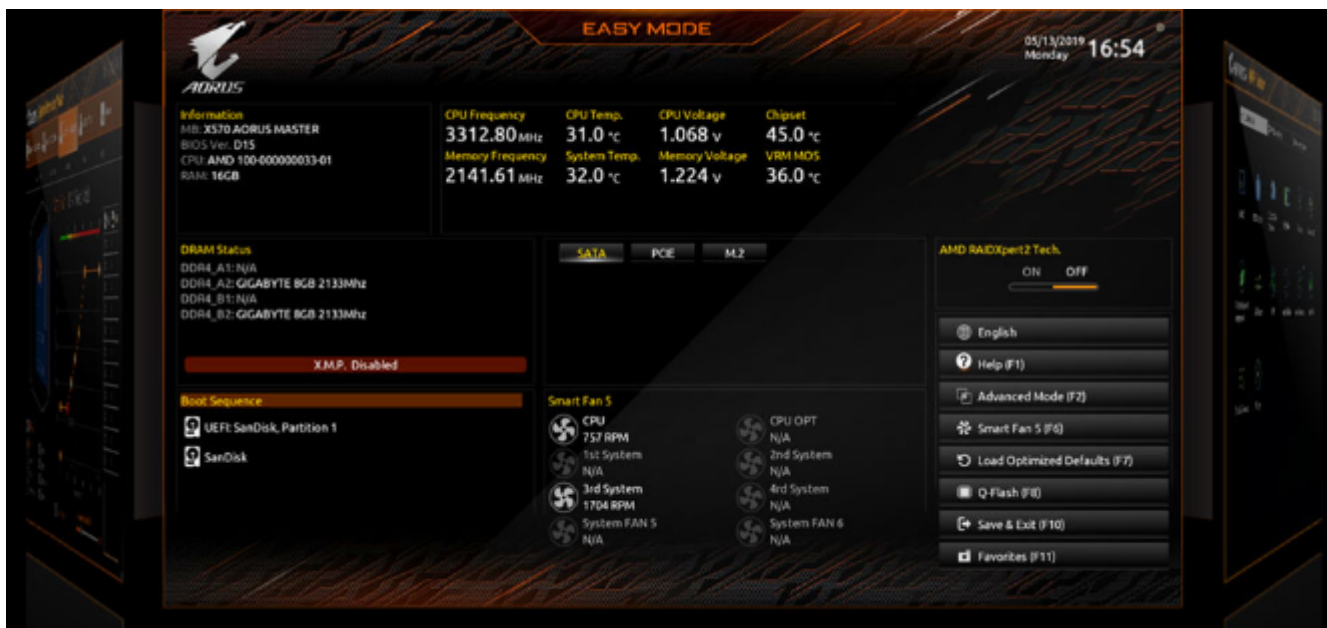 EASY MODE
05/13/2019
Monday
16:54
AORUS
Information
MB: X570 AORUS MASTER
BIOS Ver. D15
CPU: AMD 100-000000033-01
RAM: 16GB
CPU Frequency CPU Temp. CPU Voltage Chipset
3312.80 MHz 31.0 °C 1.068 V 45.0 °C
Memory Frequency System Temp. Memory Voltage VRM MOS
2141.61 MHz 32.0 °C 1.224 V 36.0 °C
DRAM Status
DDR4_A1: N/A
DDR4_A2: GIGABYTE 8GB 2133Mhz
DDR4_B1: N/A
DDR4_B2: GIGABYTE 8GB 2133Mhz
X.M.P. Disabled
SATA PCIE M.2
AMD RAIDXpert2 Tech.
ON OFF
Boot Sequence
UEFI: SanDisk, Partition 1
SanDisk
Smart Fan 5
CPU CPU OPT
757 RPM N/A
1st System 2nd System
N/A N/A
3rd System 4rd System
1704 RPM N/A
System FAN 5 System FAN 6
N/A N/A
English
Help (F1)
Advanced Mode (F2)
Smart Fan 5 (F6)
Load Optimized Defaults (F7)
Q-Flash (F8)
Save & Exit (F10)
Favorites (F11)